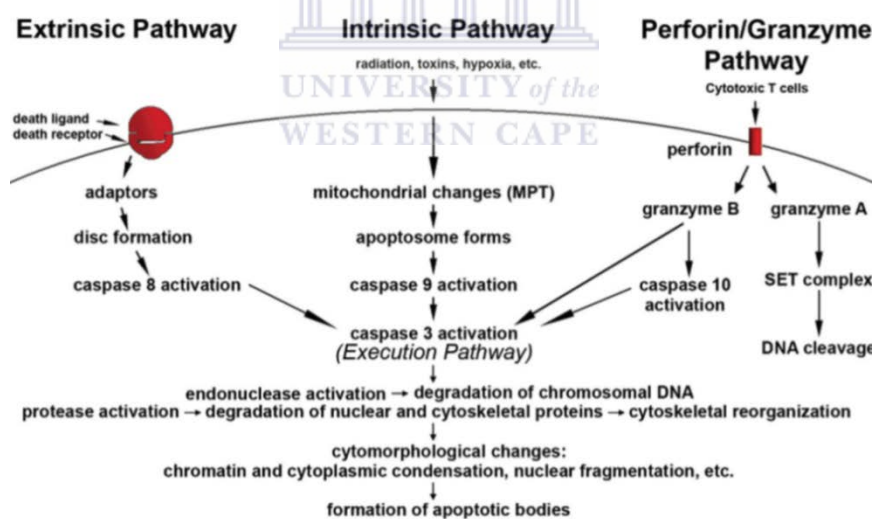 Extrinsic Pathway
Intrinsic Pathway
Perforin/Granzyme
Pathway
radiation, toxins, hypoxia, etc.
Cytotoxic T cells
UNIVERSITY of the
WESTERN CAPE
death ligand
death receptor
perforin
adaptors
mitochondrial changes (MPT)
granzyme B
granzyme A
disc formation
apoptosome forms
caspase 8 activation
caspase 9 activation
caspase 10
activation
SET complex
caspase 3 activation
(Execution Pathway)
DNA cleavage
endonuclease activation → degradation of chromosomal DNA
protease activation → degradation of nuclear and cytoskeletal proteins → cytoskeletal reorganization
cytomorphological changes:
chromatin and cytoplasmic condensation, nuclear fragmentation, etc.
formation of apoptotic bodies